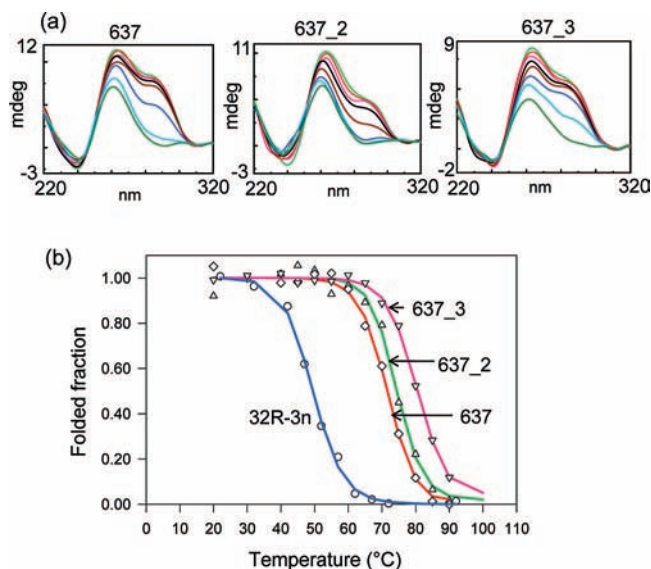 (a)
637
637_2
637_3
12
mdeg
-3
220
nm
320
11
mdeg
-3
220
nm
320
9
mdeg
-2
220
nm
320
(b)
Folded fraction
1.00
0.80
0.60
0.40
0.20
0.00
637_3
637_2
637
32R-3n
0 10 20 30 40 50 60 70 80 90 100 110
Temperature (°C)